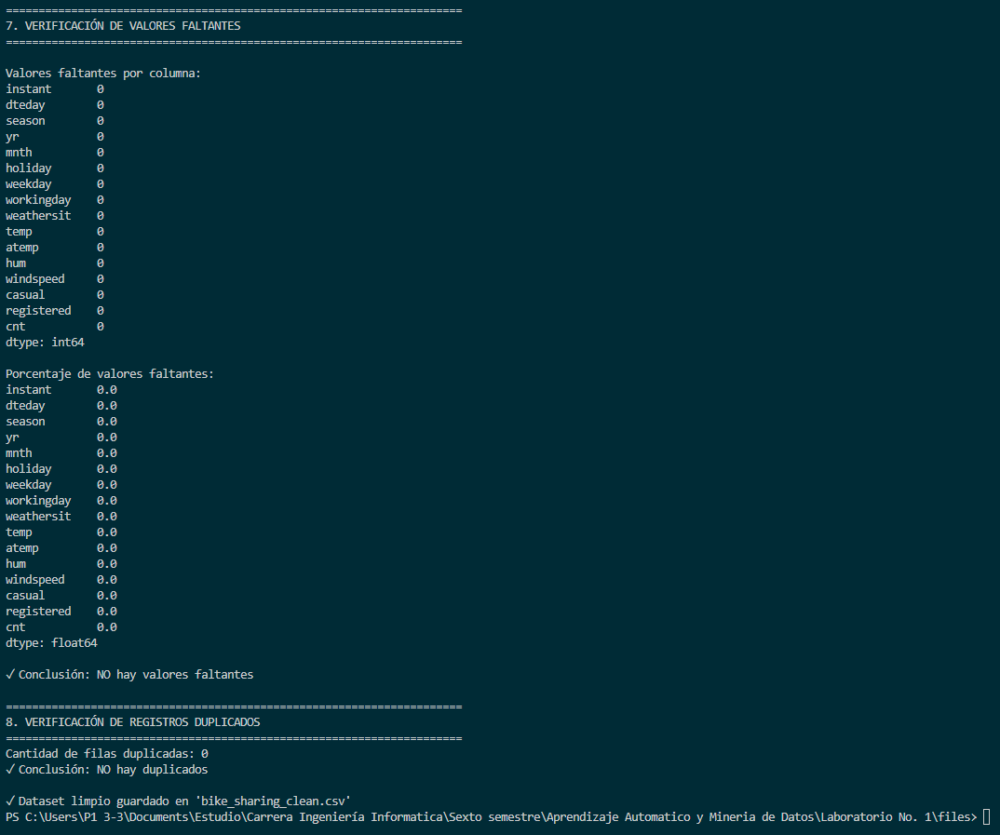 ======================================================================
7. VERIFICACIÓN DE VALORES FALTANTES
======================================================================
Valores faltantes por columna:
instant       0
dteday        0
season        0
yr            0
mnth          0
holiday       0
weekday       0
workingday    0
weathersit    0
temp          0
atemp         0
hum           0
windspeed     0
casual        0
registered    0
cnt           0
dtype: int64
Porcentaje de valores faltantes:
instant       0.0
dteday        0.0
season        0.0
yr            0.0
mnth          0.0
holiday       0.0
weekday       0.0
workingday    0.0
weathersit    0.0
temp          0.0
atemp         0.0
hum           0.0
windspeed     0.0
casual        0.0
registered    0.0
cnt           0.0
dtype: float64
✓ Conclusión: NO hay valores faltantes
======================================================================
8. VERIFICACIÓN DE REGISTROS DUPLICADOS
======================================================================
Cantidad de filas duplicadas: 0
✓ Conclusión: NO hay duplicados
✓ Dataset limpio guardado en 'bike_sharing_clean.csv'
PS C:\Users\P1 3-3\Documents\Estudio\Carrera Ingeniería Informatica\Sexto semestre\Aprendizaje Automatico y Mineria de Datos\Laboratorio No. 1\files>